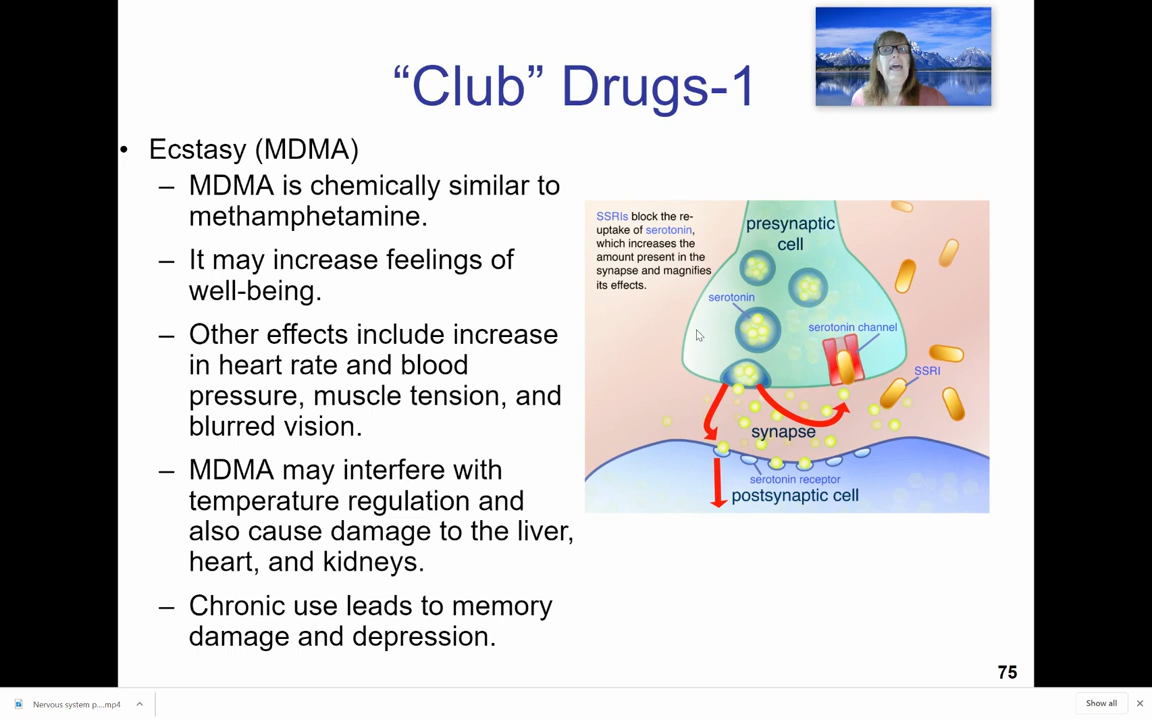 “Club” Drugs-1
• Ecstasy (MDMA)
– MDMA is chemically similar to
methamphetamine.
– It may increase feelings of
well-being.
– Other effects include increase
in heart rate and blood
pressure, muscle tension, and
blurred vision.
– MDMA may interfere with
temperature regulation and
also cause damage to the liver,
heart, and kidneys.
– Chronic use leads to memory
damage and depression.
SSRIs block the re-
uptake of serotonin,
which increases the
amount present in the
synapse and magnifies
its effects.
presynaptic
cell
serotonin
serotonin channel
SSRI
synapse
serotonin receptor
postsynaptic cell
75
Nervous system p....mp4
Show all